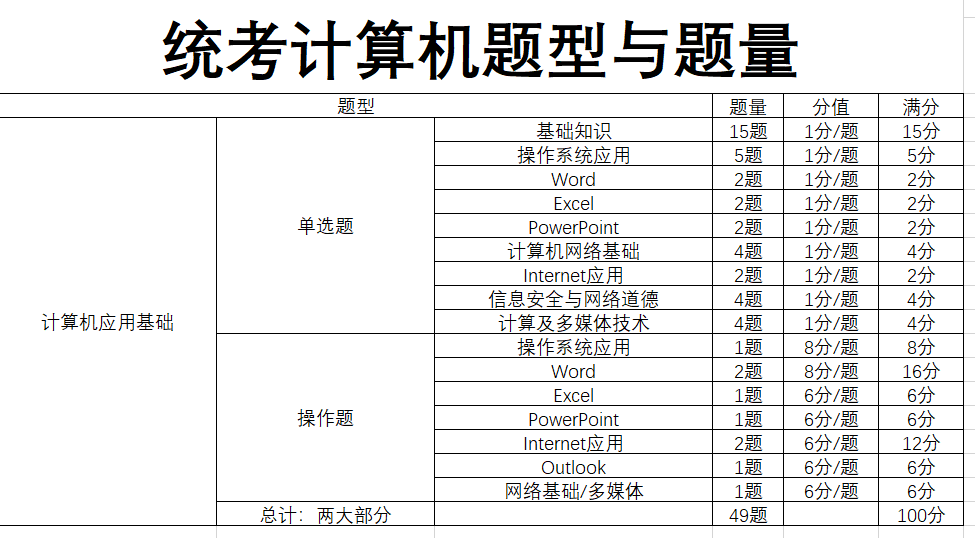 统考计算机题型与题量
题型 题量 分值 满分
基础知识 15题 1分/题 15分
操作系统应用 5题 1分/题 5分
Word 2题 1分/题 2分
Excel 2题 1分/题 2分
单选题 PowerPoint 2题 1分/题 2分
计算机网络基础 4题 1分/题 4分
Internet应用 2题 1分/题 2分
信息安全与网络道德 4题 1分/题 4分
计算机应用基础 计算及多媒体技术 4题 1分/题 4分
操作系统应用 1题 8分/题 8分
Word 2题 8分/题 16分
Excel 1题 6分/题 6分
操作题 PowerPoint 1题 6分/题 6分
Internet应用 2题 6分/题 12分
Outlook 1题 6分/题 6分
网络基础/多媒体 1题 6分/题 6分
总计：两大部分 49题 100分